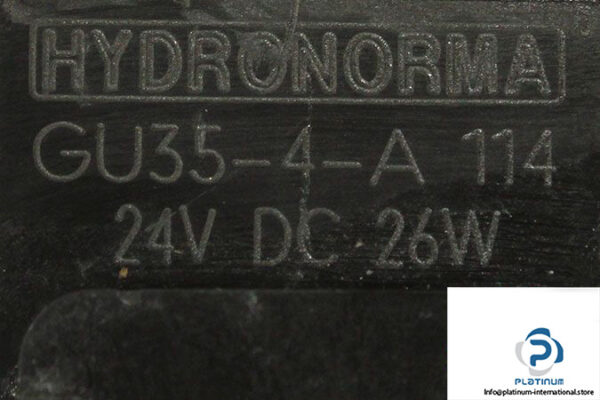 HYDRONORMA
GU35-4-A 114
24V DC 26W
PLATINUM
Info@platinum-international.store